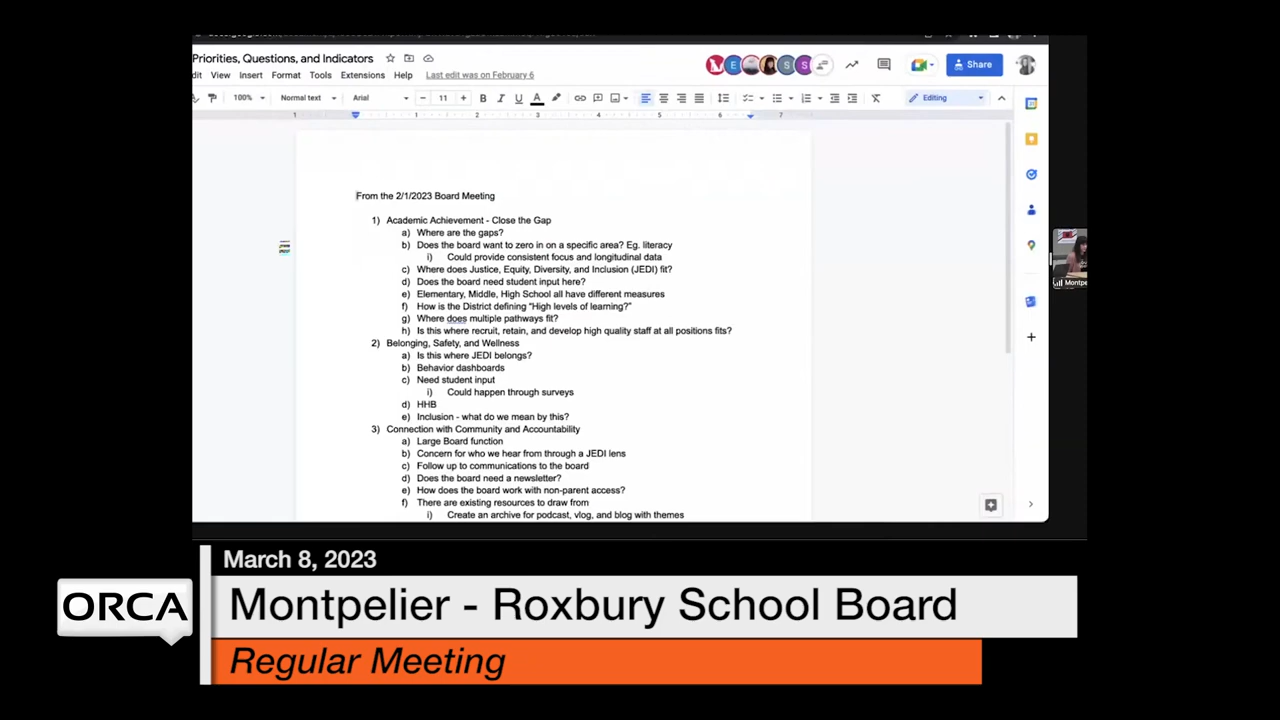 Priorities, Questions, and Indicators
dit View Insert Format Tools Extensions Help Last edit was on February 6
Share
100% Normal text Arial 11 B I U A Editing
1 1 2 3 4 5 6 7
From the 2/1/2023 Board Meeting
1) Academic Achievement - Close the Gap
a) Where are the gaps?
b) Does the board want to zero in on a specific area? Eg. literacy
i) Could provide consistent focus and longitudinal data
c) Where does Justice, Equity, Diversity, and Inclusion (JEDI) fit?
d) Does the board need student input here?
e) Elementary, Middle, High School all have different measures
f) How is the District defining “High levels of learning?”
g) Where does multiple pathways fit?
h) Is this where recruit, retain, and develop high quality staff at all positions fits?
2) Belonging, Safety, and Wellness
a) Is this where JEDI belongs?
b) Behavior dashboards
c) Need student input
i) Could happen through surveys
d) HHB
e) Inclusion - what do we mean by this?
3) Connection with Community and Accountability
a) Large Board function
b) Concern for who we hear from through a JEDI lens
c) Follow up to communications to the board
d) Does the board need a newsletter?
e) How does the board work with non-parent access?
f) There are existing resources to draw from
i) Create an archive for podcast, vlog, and blog with themes
Montpe
March 8, 2023
ORCA
Montpelier - Roxbury School Board
Regular Meeting